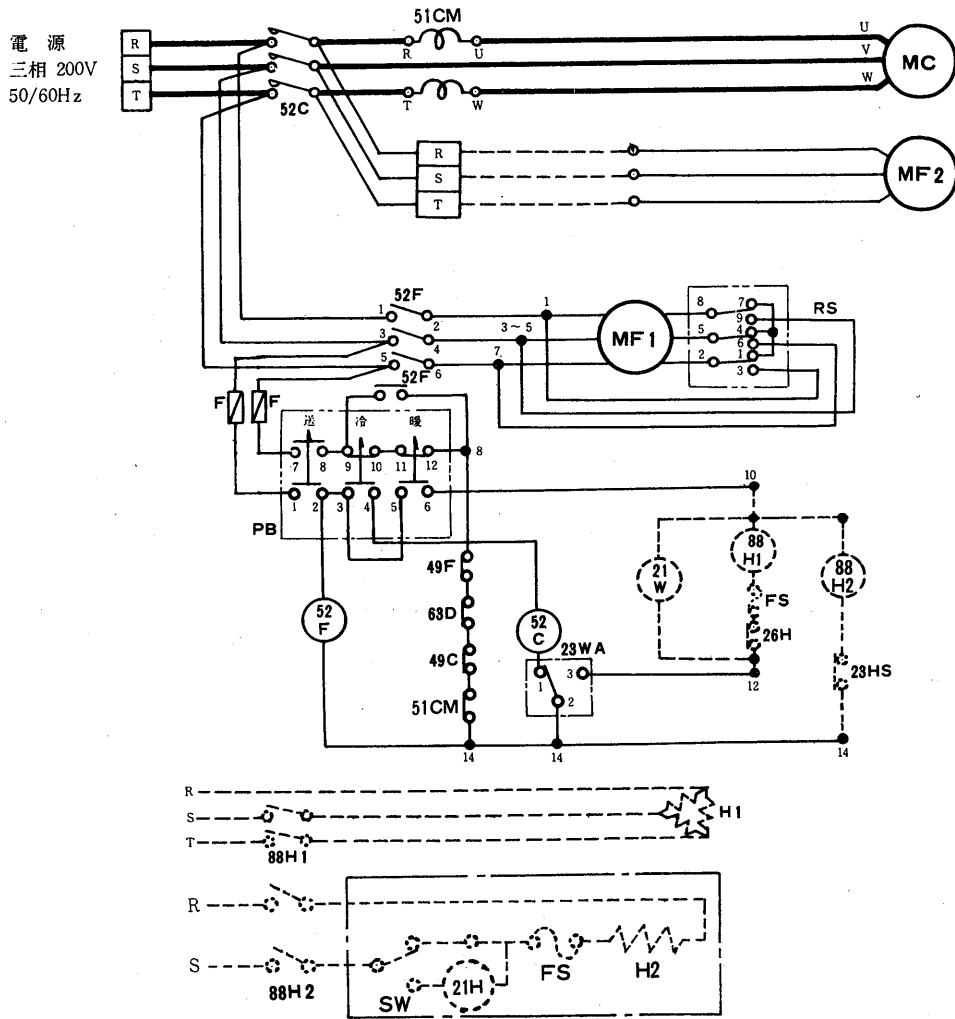 電 源
三相 200V
50/60Hz
R
S
T
52C
51CM
R
U
T
W
U
V
W
MC
R
S
T
MF2
52F
1
2
3
4
5
6
1
3～5
7
MF1
8
5
2
7
9
4
6
1
3
RS
F
F
52F
送
冷
暖
7
8
9
10
11
12
8
1
2
3
4
5
6
PB
10
49F
63D
49C
51CM
52
F
52
C
23WA
1
3
2
21
W
88
H1
FS
26H
12
88
H2
23HS
14
14
14
R
S
T
88H1
H1
R
S
88H2
SW
21H
FS
H2